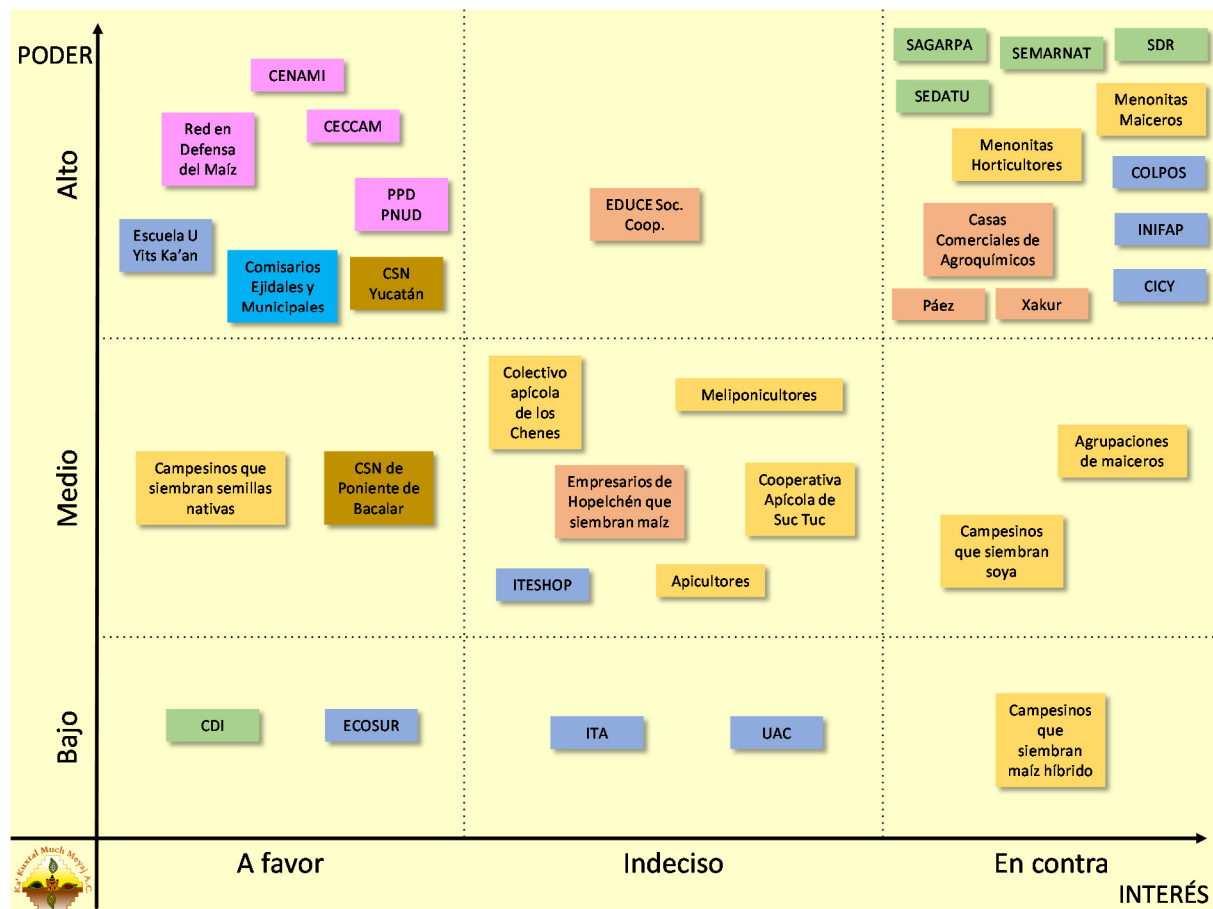 PODER
Alto
CENAMI
Red en
Defensa
del Maíz
CECCAM
PPD
PNUD
Escuela U
Yits Ka’an
Comisarios
Ejidales y
Municipales
CSN
Yucatán
EDUCE Soc.
Coop.
SAGARPA
SEMARNAT
SDR
SEDATU
Menonitas
Maiceros
Menonitas
Horticultores
COLPOS
Casas
Comerciales de
Agroquímicos
INIFAP
CICY
Páez
Xakur
Medio
Campesinos que
siembran semillas
nativas
CSN de
Poniente de
Bacalar
Colectivo
apícola
de los
Chenes
Meliponicultores
Empresarios de
Hopelchén que
siembran maíz
Cooperativa
Apícola de
Suc Tuc
ITESHOP
Apicultores
Agrupaciones
de maiceros
Campesinos
que siembran
soya
Bajo
CDI
ECOSUR
ITA
UAC
Campesinos
que
siembran
maíz híbrido
A favor
Indeciso
En contra
INTERÉS
Ka' Kuxtal Much Meyaj A.C.